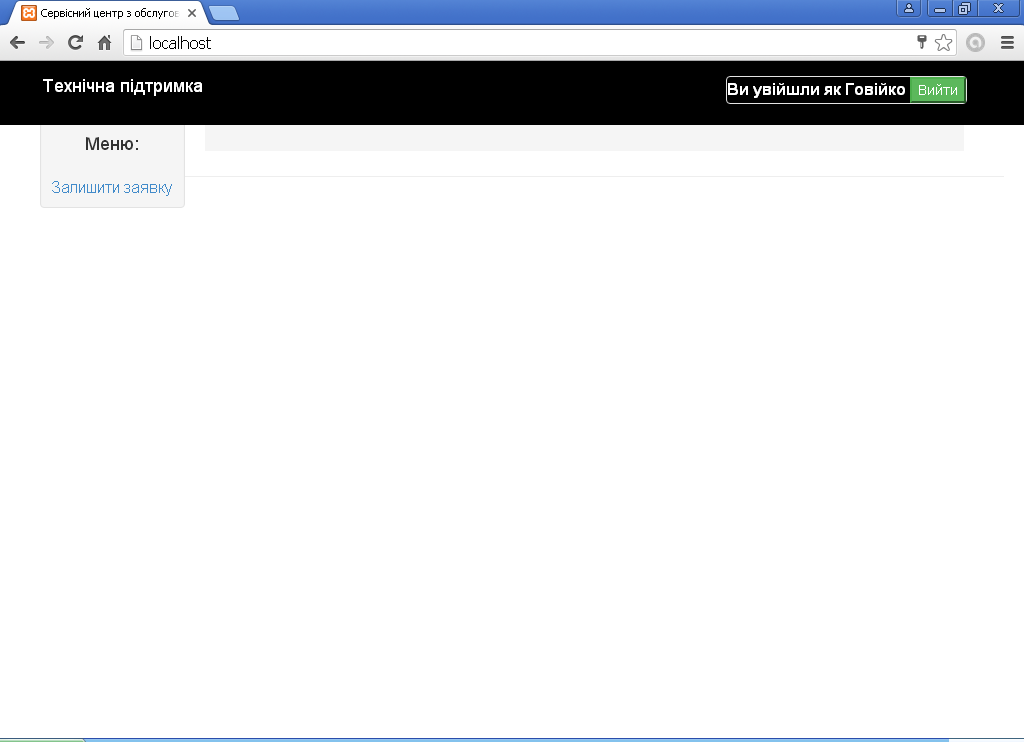 Сервісний центр з обслугов
localhost
Технічна підтримка
Ви увійшли як Говійко Вийти
Меню:
Залишити заявку